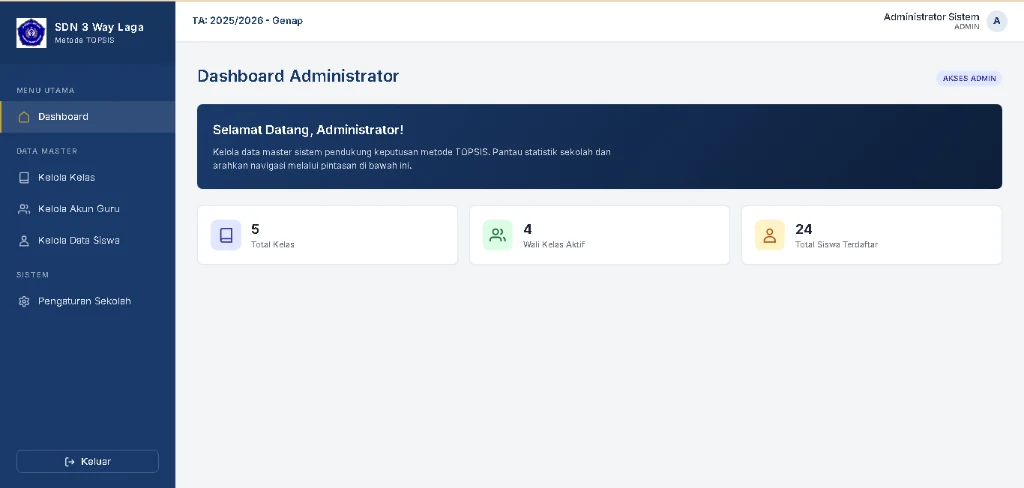 SDN 3 Way Laga
Metode TOPSIS
MENU UTAMA
Dashboard
DATA MASTER
Kelola Kelas
Kelola Akun Guru
Kelola Data Siswa
SISTEM
Pengaturan Sekolah
Keluar
TA: 2025/2026 - Genap
Administrator Sistem
ADMIN
A
Dashboard Administrator
AKSES ADMIN
Selamat Datang, Administrator!
Kelola data master sistem pendukung keputusan metode TOPSIS. Pantau statistik sekolah dan
arahkan navigasi melalui pintasan di bawah ini.
5
Total Kelas
4
Wali Kelas Aktif
24
Total Siswa Terdaftar